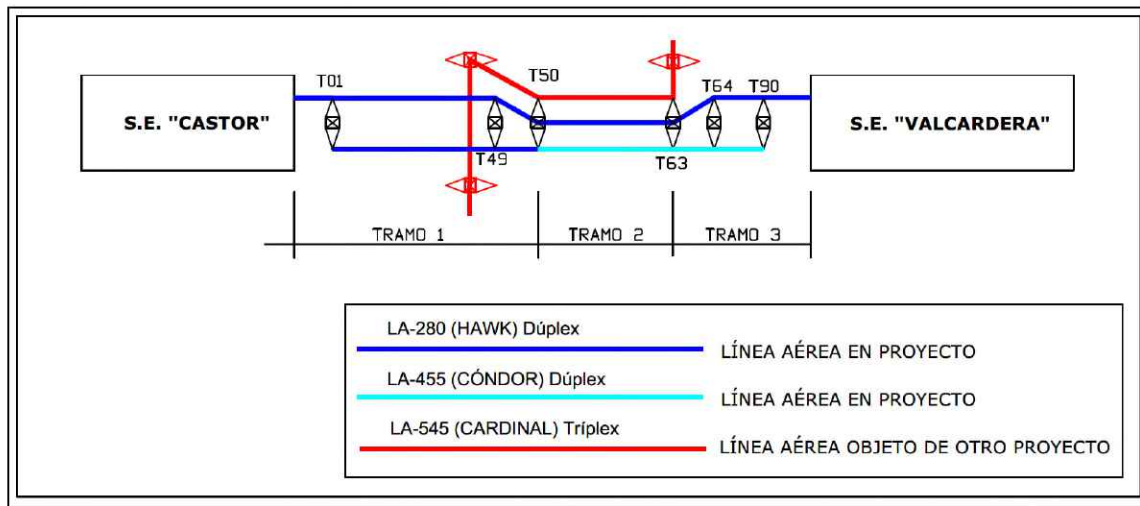 T01
T50
T64 T90
S.E. "CASTOR"
S.E. "VALCARDERA"
T49
T63
TRAMO 1
TRAMO 2
TRAMO 3
LA-280 (HAWK) Dúplex
LÍNEA AÉREA EN PROYECTO
LA-455 (CÓNDOR) Dúplex
LÍNEA AÉREA EN PROYECTO
LA-545 (CARDINAL) Tríplex
LÍNEA AÉREA OBJETO DE OTRO PROYECTO